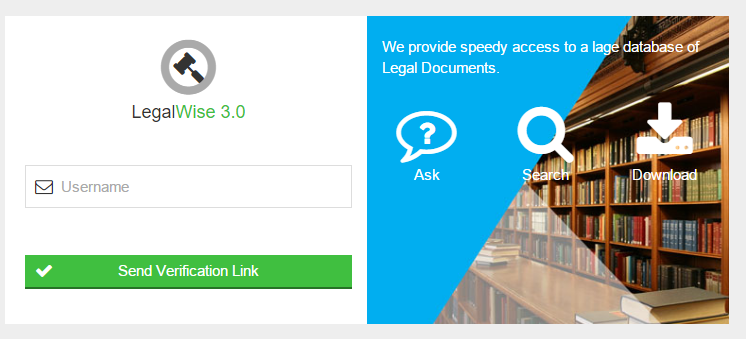 LegalWise 3.0
Username
Send Verification Link
We provide speedy access to a lage database of
Legal Documents.
?
Ask
Search
Download